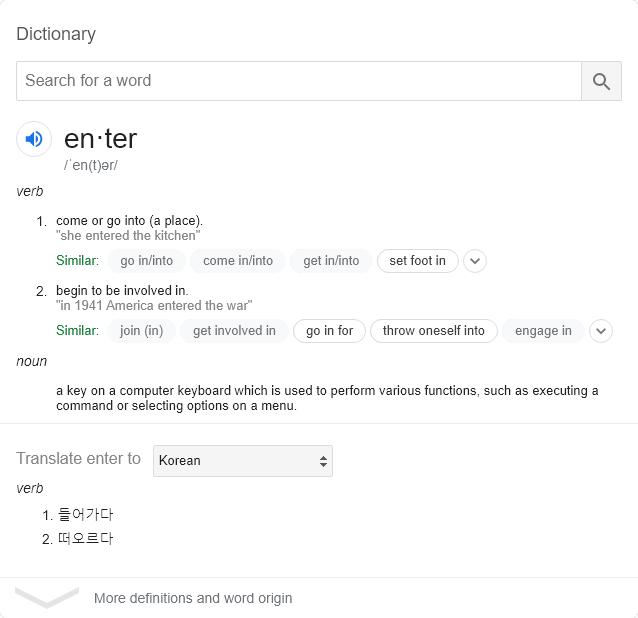 Dictionary
Search for a word
en·ter
/ˈen(t)ər/
verb
1. come or go into (a place).
"she entered the kitchen"
Similar: go in/into come in/into get in/into set foot in
2. begin to be involved in.
"in 1941 America entered the war"
Similar: join (in) get involved in go in for throw oneself into engage in
noun
a key on a computer keyboard which is used to perform various functions, such as executing a
command or selecting options on a menu.
Translate enter to Korean
verb
1. 들어가다
2. 떠오르다
More definitions and word origin